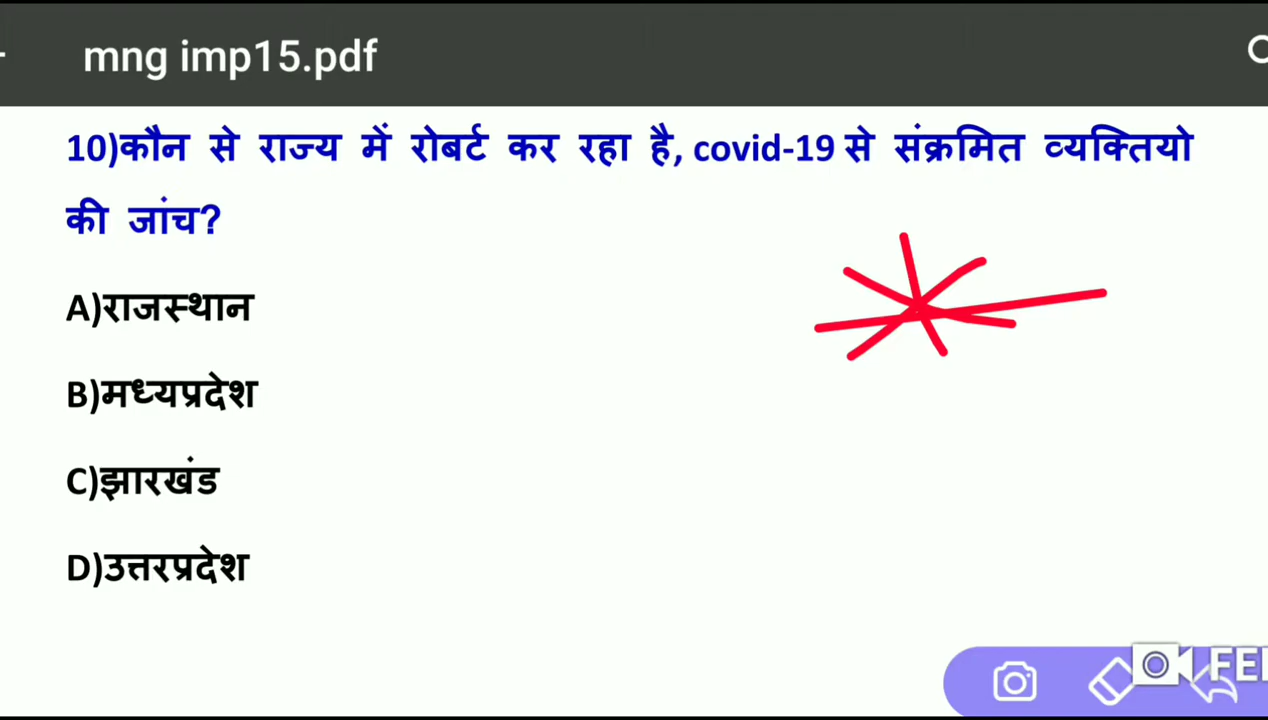 mng imp15.pdf
10)कौन से राज्य में रोबर्ट कर रहा है, covid-19 से संक्रमित व्यक्तियो
की जांच?
A)राजस्थान
B)मध्यप्रदेश
C)झारखंड
D)उत्तरप्रदेश